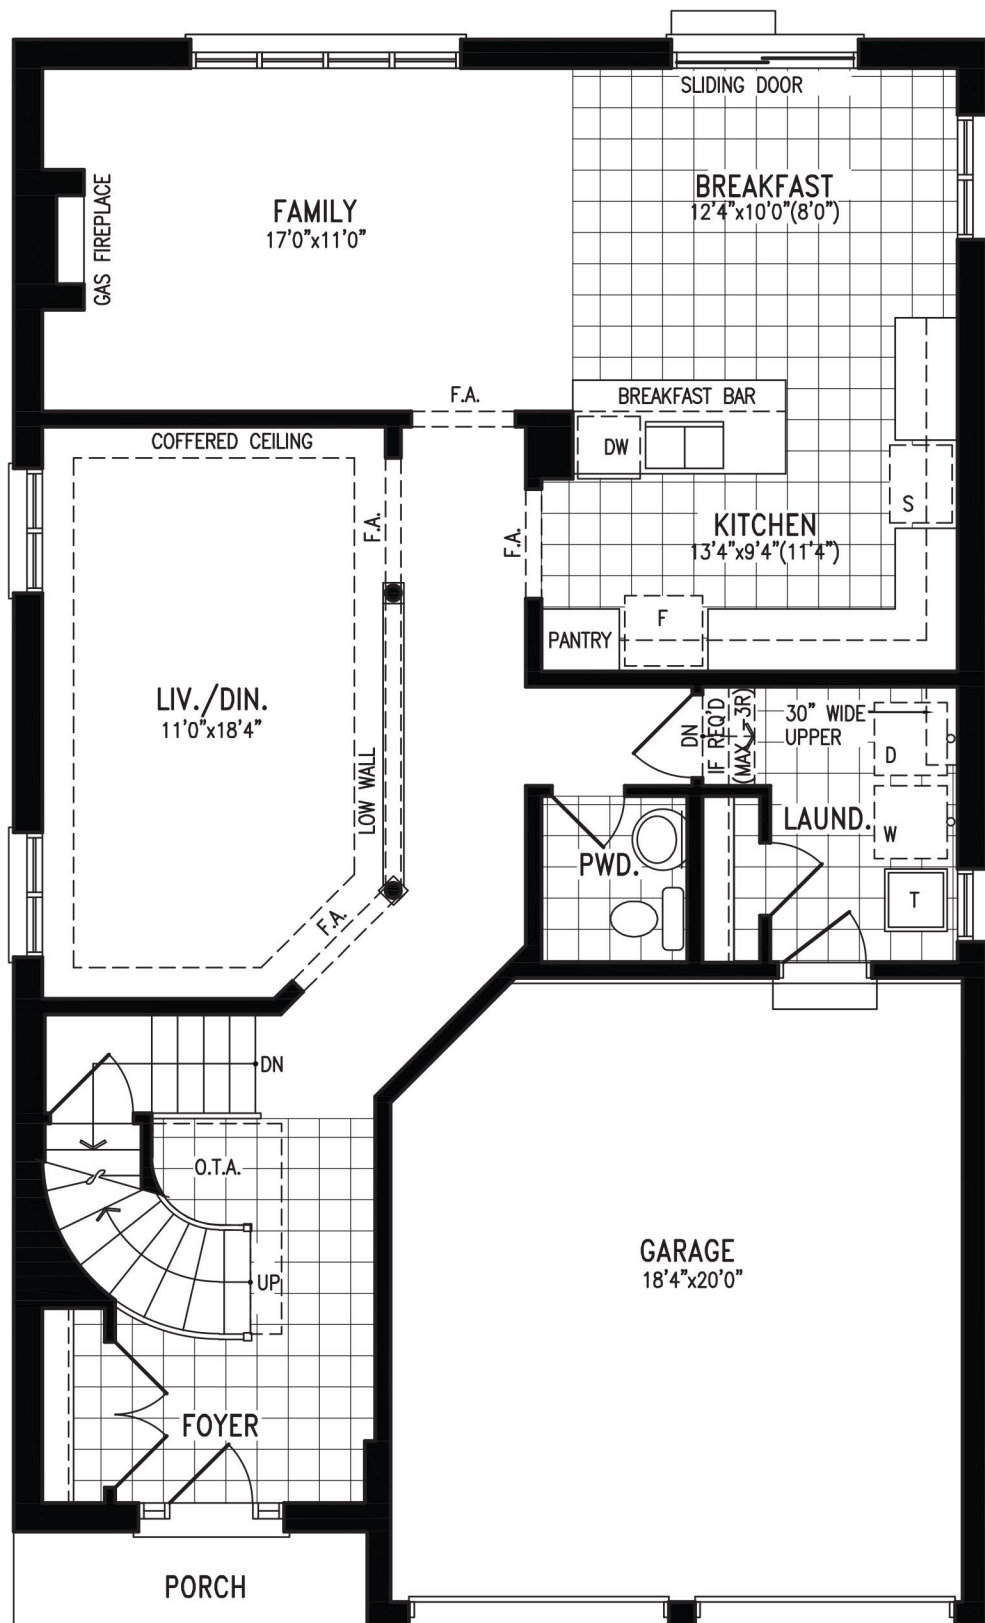 SLIDING DOOR
BREAKFAST
12'4"x10'0"(8'0")
FAMILY
17'0"x11'0"
GAS FIREPLACE
F.A.
BREAKFAST BAR
COFFERED CEILING
DW
S
F.A.
F.A.
KITCHEN
13'4"x9'4"(11'4")
F
PANTRY
LIV./DIN.
11'0"x18'4"
LOW WALL
DN
IF REQ'D
(MAX -3R)
30" WIDE
UPPER
D
LAUND.
W
PWD.
T
F.A.
DN
O.T.A.
UP
GARAGE
18'4"x20'0"
FOYER
PORCH